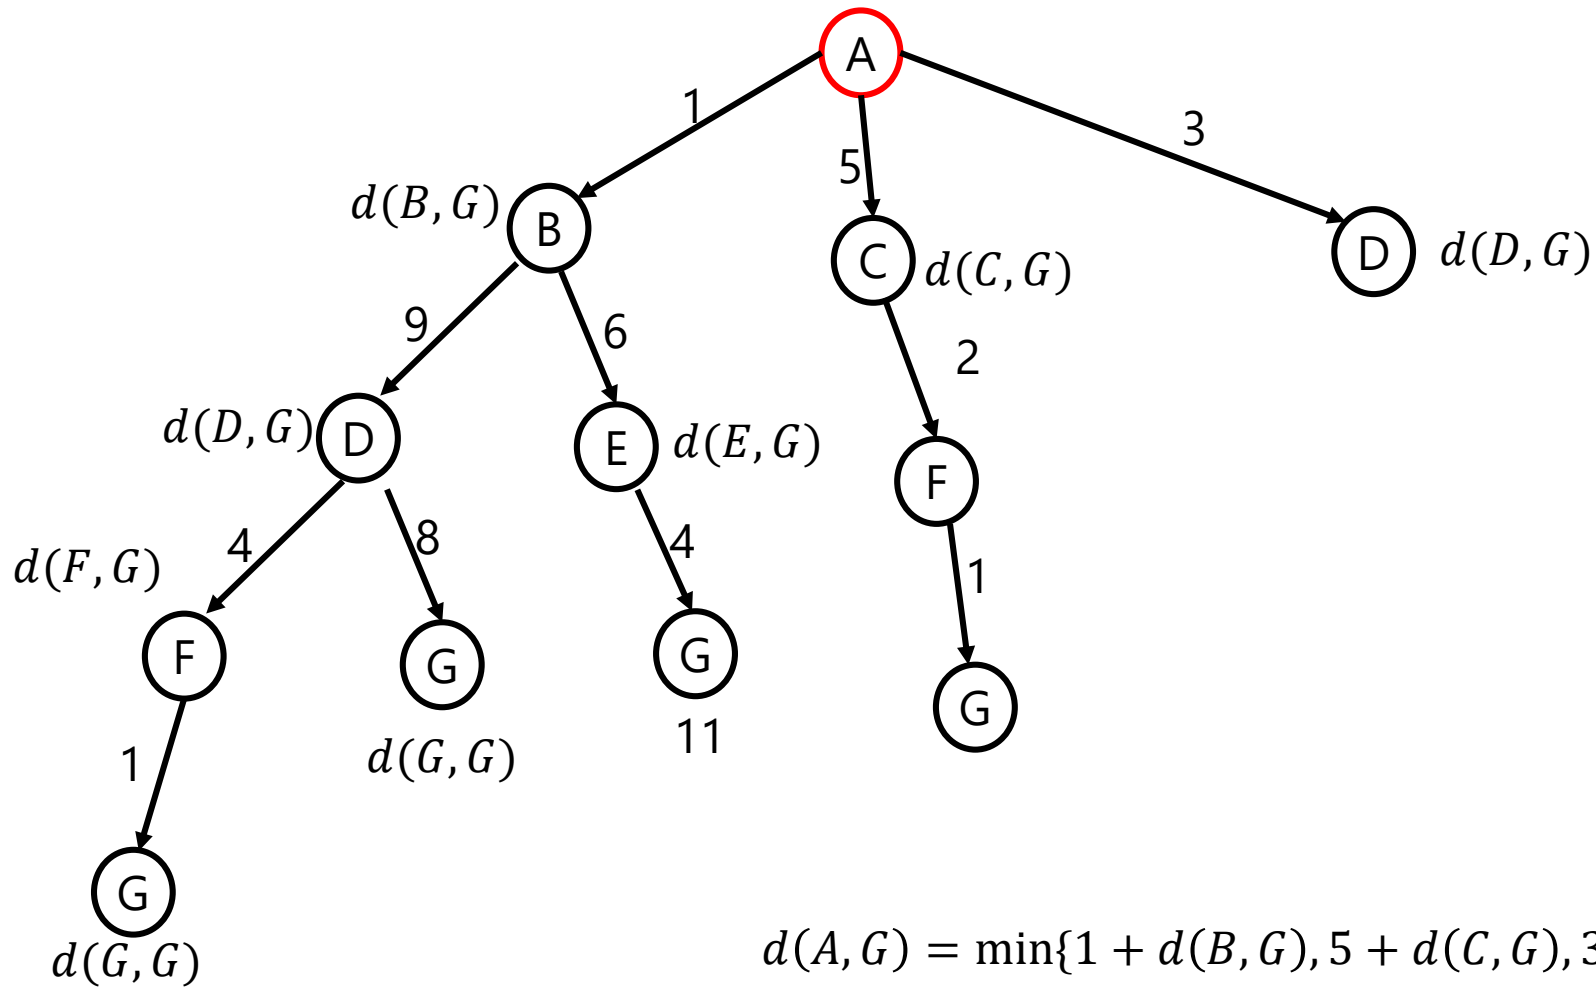 A
1
5
3
d(B,G)
B
C
d(C,G)
D
d(D,G)
9
6
2
d(D,G)
D
E
d(E,G)
F
d(F,G)
4
8
4
1
F
G
G
G
1
d(G,G)
11
G
d(G,G)
d(A,G) = min{1 + d(B,G), 5 + d(C,G), 3